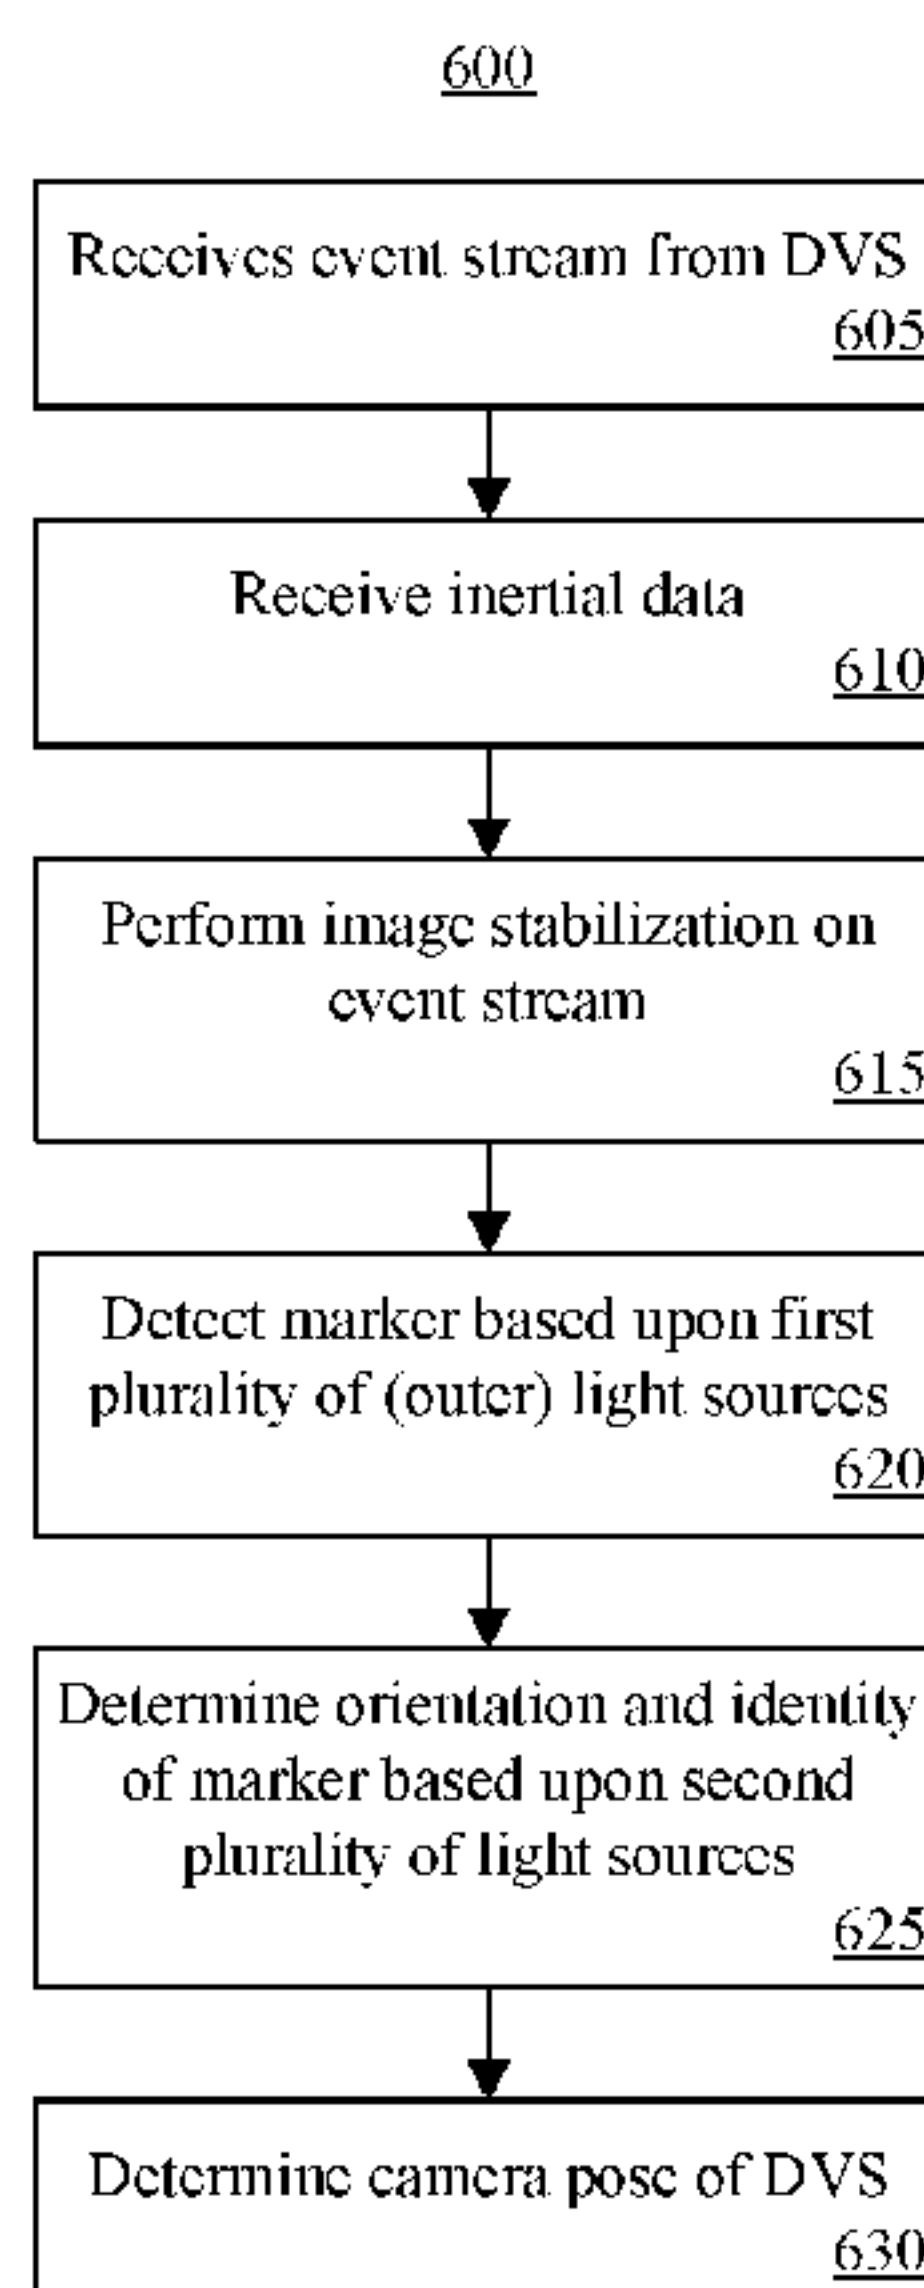 600
Receives event stream from DVS
605
Receive inertial data
610
Perform image stabilization on
event stream
615
Detect marker based upon first
plurality of (outer) light sources
620
Determine orientation and identity
of marker based upon second
plurality of light sources
625
Determine camera pose of DVS
630